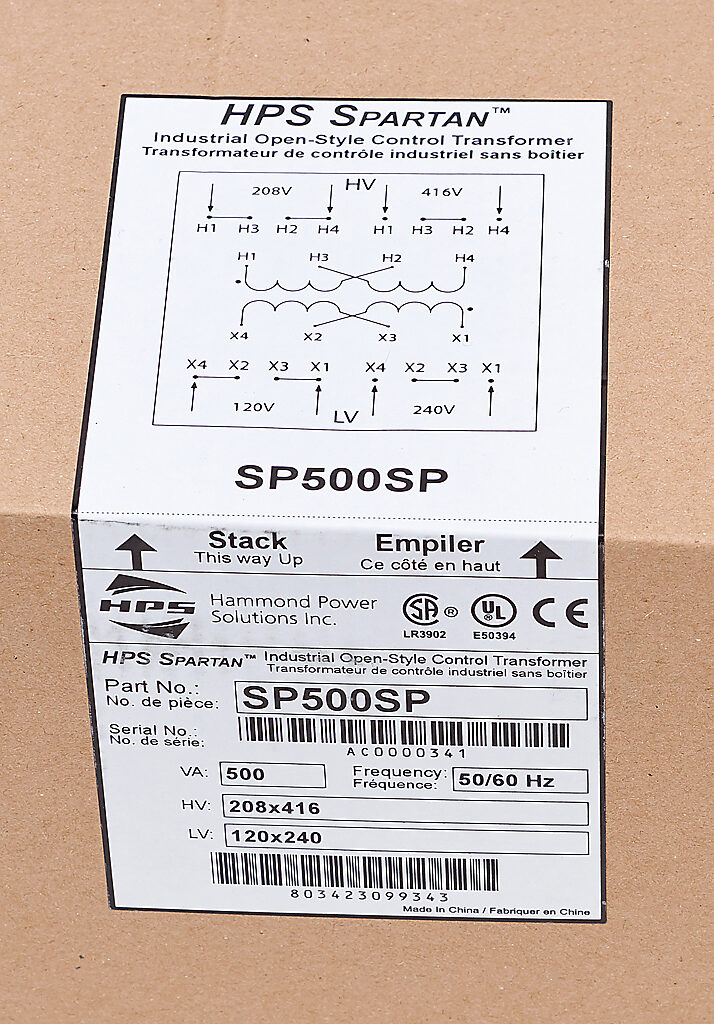 HPS SPARTAN™
Industrial Open-Style Control Transformer
Transformateur de contrôle industriel sans boîtier
208V HV 416V
H1 H3 H2 H4 H1 H3 H2 H4
H1 H3 H2 H4
X4 X2 X3 X1
X4 X2 X3 X1 X4 X2 X3 X1
120V LV 240V
SP500SP
Stack Empiler
This way Up Ce côté en haut
HPS Hammond Power
Solutions Inc.
SA ® UL CE
LR3902 E50394
HPS SPARTAN™ Industrial Open-Style Control Transformer
Transformateur de contrôle industriel sans boîtier
Part No.: SP500SP
No. de pièce:
Serial No.:
No. de série:
AC0000341
VA: 500 Frequency: 50/60 Hz
Fréquence:
HV: 208x416
LV: 120x240
803423099343
Made In China / Fabriquer en Chine